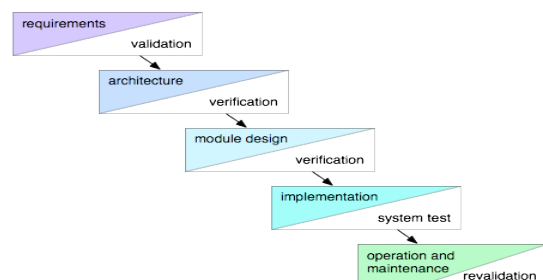 requirements
validation
architecture
verification
module design
verification
implementation
system test
operation and
maintenance
revalidation